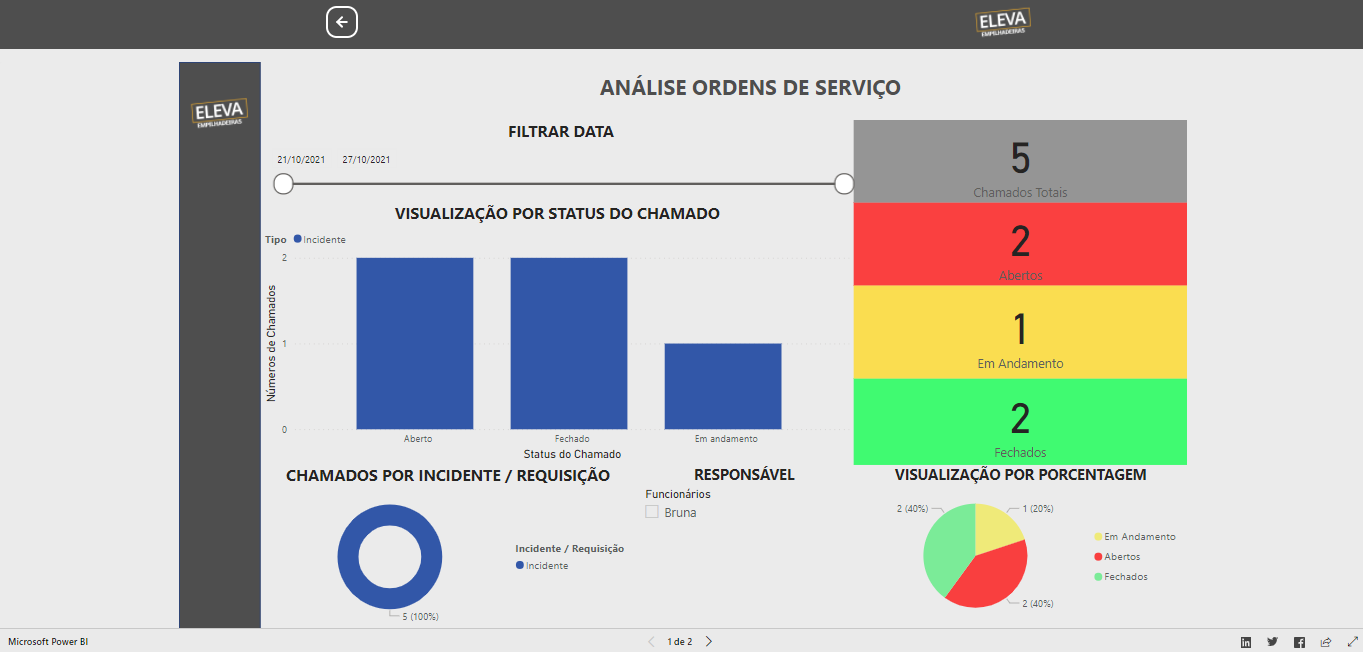 ELEVA
EMPILHADEIRAS
ELEVA
EMPILHADEIRAS
ANÁLISE ORDENS DE SERVIÇO
FILTRAR DATA
21/10/2021 27/10/2021
VISUALIZAÇÃO POR STATUS DO CHAMADO
Tipo Incidente
Números de Chamados
2
1
0
Aberto Fechado Em andamento
Status do Chamado
5
Chamados Totais
2
Abertos
1
Em Andamento
2
Fechados
CHAMADOS POR INCIDENTE / REQUISIÇÃO
5 (100%)
Incidente / Requisição
Incidente
RESPONSÁVEL
Funcionários
Bruna
VISUALIZAÇÃO POR PORCENTAGEM
2 (40%) 1 (20%)
2 (40%)
Em Andamento
Abertos
Fechados
Microsoft Power BI
1 de 2